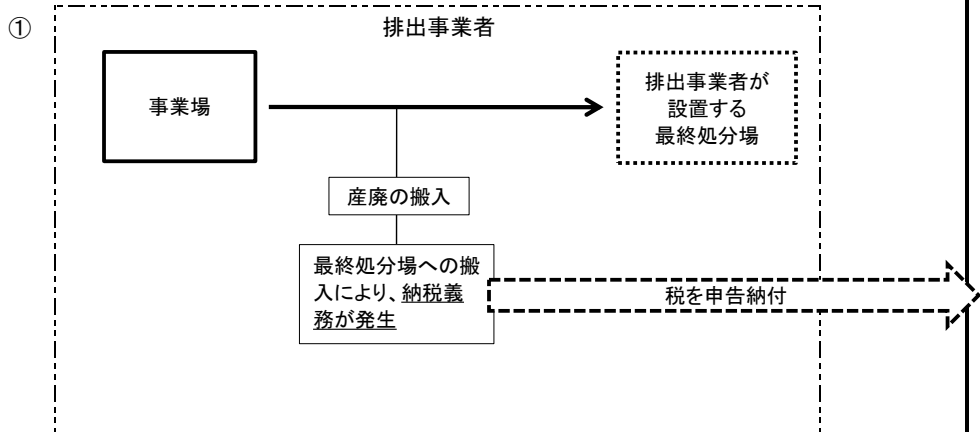 ①
排出事業者
事業場
排出事業者が
設置する
最終処分場
産廃の搬入
最終処分場への搬
入により、納税義
務が発生
税を申告納付